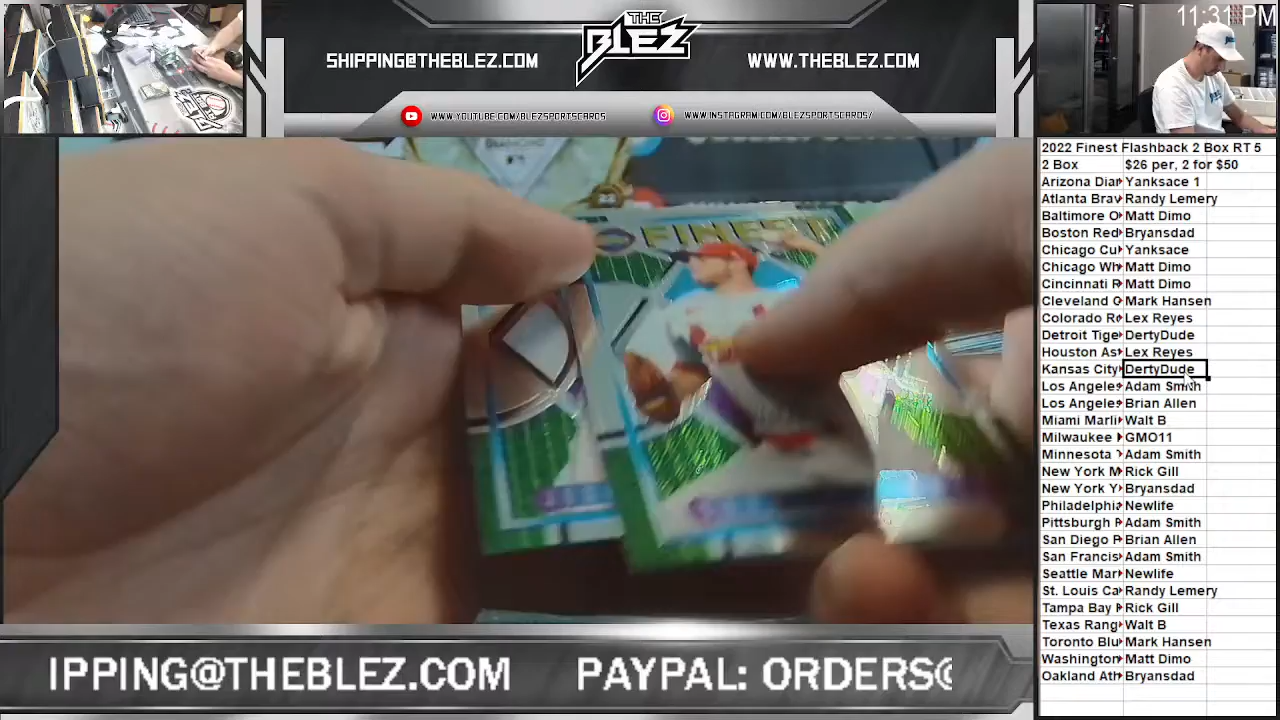 11:31 PM
THE
BLEZ
SHIPPING@THEBLEZ.COM
WWW.THEBLEZ.COM
WWW.YOUTUBE.COM/BLEZSPORTSCARDS
WWW.INSTAGRAM.COM/BLEZSPORTSCARDS/
FINEST
2022 Finest Flashback 2 Box RT 5
2 Box $26 per, 2 for $50
Arizona Diar Yanksace 1
Atlanta Brav Randy Lemery
Baltimore O Matt Dimo
Boston Red Bryansdad
Chicago Cu Yanksace
Chicago Wh Matt Dimo
Cincinnati R Matt Dimo
Cleveland G Mark Hansen
Colorado Ro Lex Reyes
Detroit Tige DertyDude
Houston As Lex Reyes
Kansas City DertyDude
Los Angeles Adam Smith
Los Angeles Brian Allen
Miami Marli Walt B
Milwaukee GMO11
Minnesota Adam Smith
New York M Rick Gill
New York Y Bryansdad
Philadelphia Newlife
Pittsburgh P Adam Smith
San Diego P Brian Allen
San Francis Adam Smith
Seattle Mar Newlife
St. Louis Ca Randy Lemery
Tampa Bay Rick Gill
Texas Rang Walt B
Toronto Blu Mark Hansen
Washington Matt Dimo
Oakland Ath Bryansdad
IPPING@THEBLEZ.COM PAYPAL: ORDERS@